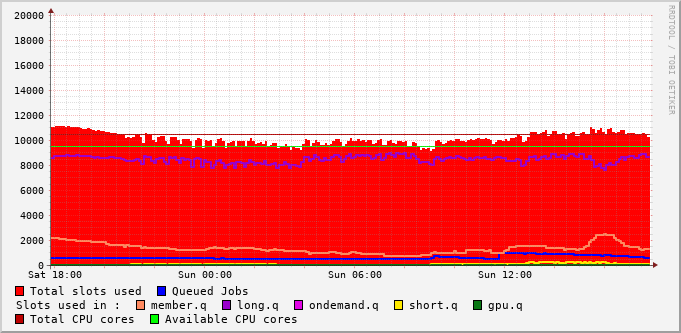 20000
18000
16000
14000
12000
10000
8000
6000
4000
2000
0
Sat 18:00 Sun 00:00 Sun 06:00 Sun 12:00
RRDTOOL / TOBI OETIKER
Total slots used Queued Jobs
Slots used in : member.q long.q ondemand.q short.q gpu.q
Total CPU cores Available CPU cores